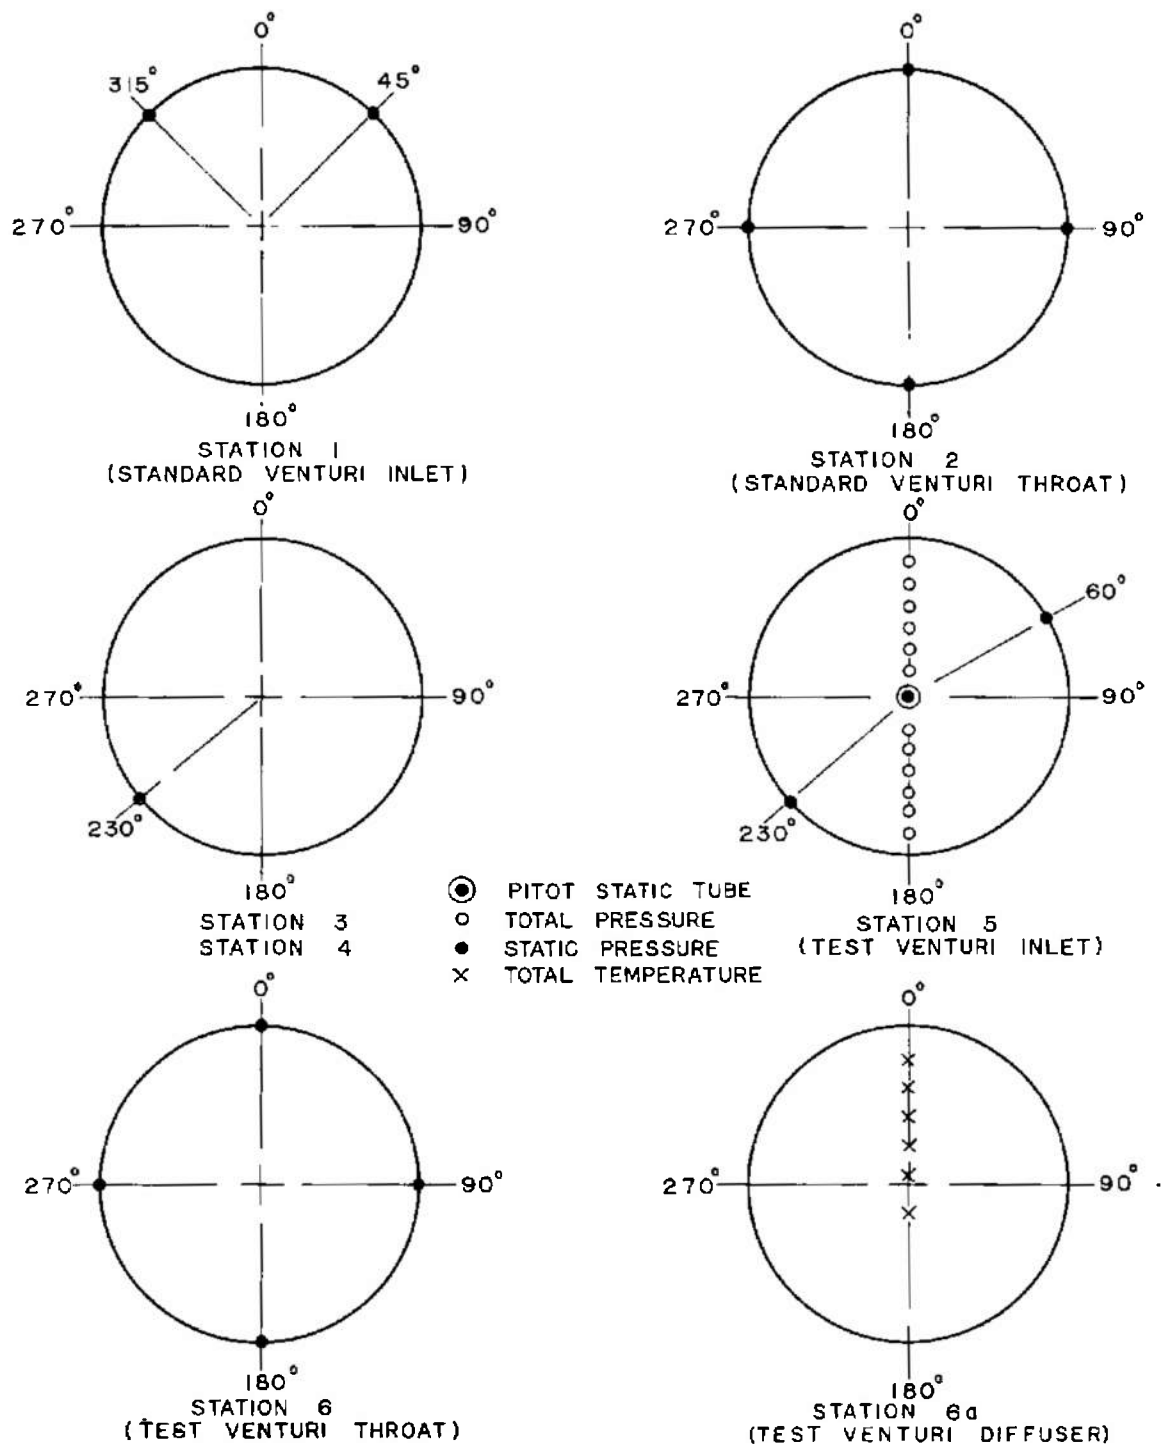 0°
315°
45°
270°
90°
180°
STATION 1
(STANDARD VENTURI INLET)
0°
270°
90°
180°
STATION 2
(STANDARD VENTURI THROAT)
0°
270°
90°
230°
180°
STATION 3
STATION 4
0°
60°
270°
90°
230°
180°
STATION 5
(TEST VENTURI INLET)
PITOT STATIC TUBE
TOTAL PRESSURE
STATIC PRESSURE
TOTAL TEMPERATURE
0°
270°
90°
180°
STATION 6
(TEST VENTURI THROAT)
0°
270°
90°
180°
STATION 6a
(TEST VENTURI DIFFUSER)